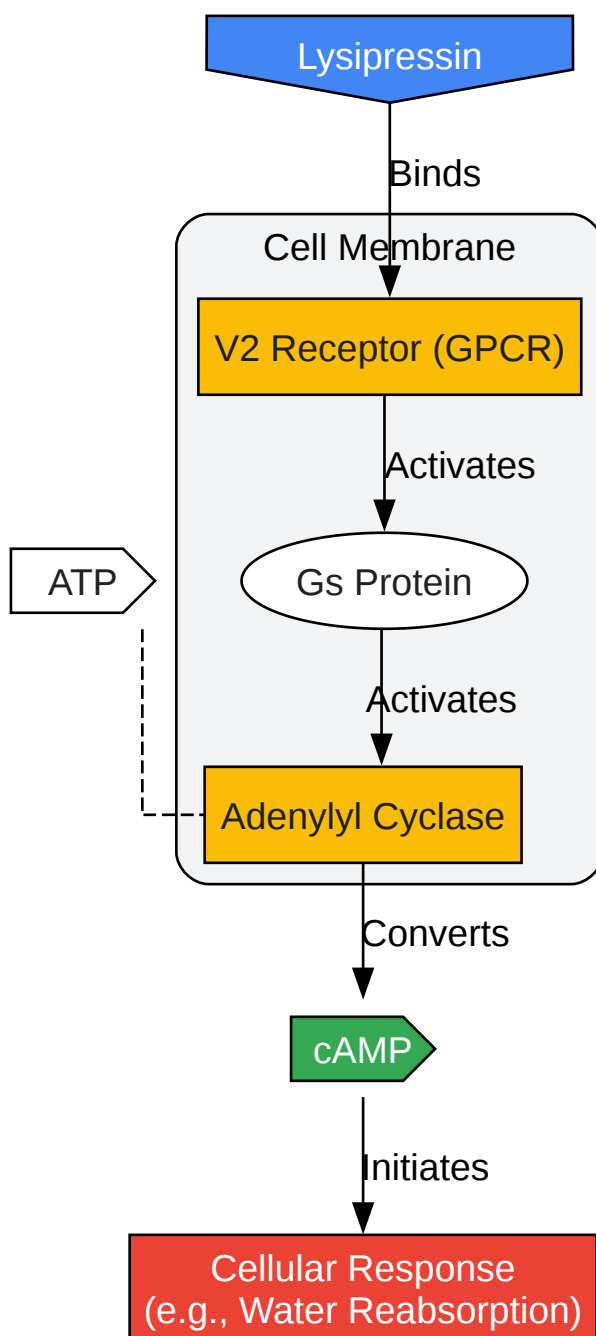 Lysipressin
Binds
Cell Membrane
V2 Receptor (GPCR)
Activates
ATP
Gs Protein
Activates
Adenylyl Cyclase
Converts
cAMP
Initiates
Cellular Response
(e.g., Water Reabsorption)